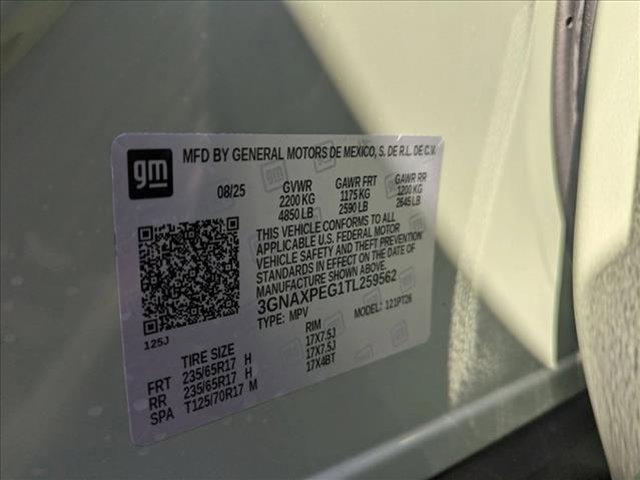 gm
MFD BY GENERAL MOTORS DE MEXICO, S. DE R.L. DE C.V.
08/25 GVWR GAWR FRT GAWR RR
2200 KG 1175 KG 1200 KG
4850 LB 2590 LB 2645 LB
THIS VEHICLE CONFORMS TO ALL
APPLICABLE U.S. FEDERAL MOTOR
VEHICLE SAFETY AND THEFT PREVENTION
STANDARDS IN EFFECT ON THE DATE OF
MANUFACTURE SHOWN ABOVE.
3GNAXPEG1TL259562
TYPE: MPV MODEL: 121PT26
125J
TIRE SIZE RIM
FRT 235/65R17 H 17X7.5J
RR 235/65R17 H 17X7.5J
SPA T125/70R17 M 17X4BT